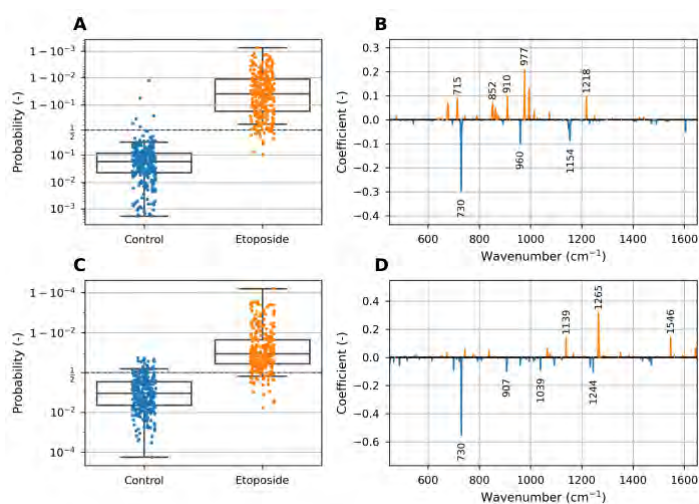 A
Probability (-)
1 − 10⁻³
1 − 10⁻²
1 − 10⁻¹
½
10⁻¹
10⁻²
10⁻³
Control
Etoposide
B
Coefficient (-)
0.3
0.2
0.1
0.0
−0.1
−0.2
−0.3
−0.4
715
730
852
910
960
977
1154
1218
600
800
1000
1200
1400
1600
Wavenumber (cm⁻¹)
C
Probability (-)
1 − 10⁻⁴
1 − 10⁻²
½
10⁻²
10⁻⁴
Control
Etoposide
D
Coefficient (-)
0.4
0.2
0.0
−0.2
−0.4
−0.6
730
907
1039
1139
1244
1265
1546
600
800
1000
1200
1400
1600
Wavenumber (cm⁻¹)